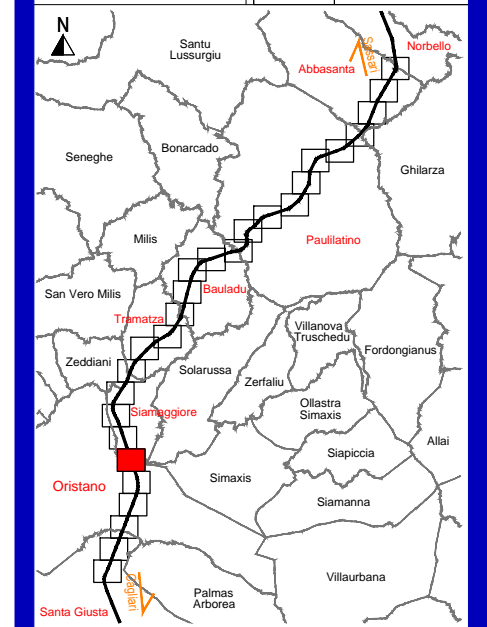 N
Santu
Lussurgiu
Norbello
Sassari
Abbasanta
Bonarcado
Seneghe
Ghilarza
Milis
Paulilatino
San Vero Milis
Bauladu
Tramatza
Villanova
Truschedu
Fordongianus
Zeddiani
Solarussa
Zerfaliu
Ollastra
Simaxis
Siamaggiore
Allai
Siapiccia
Simaxis
Oristano
Siamanna
Villaurbana
Cagliari
Palmas
Arborea
Santa Giusta